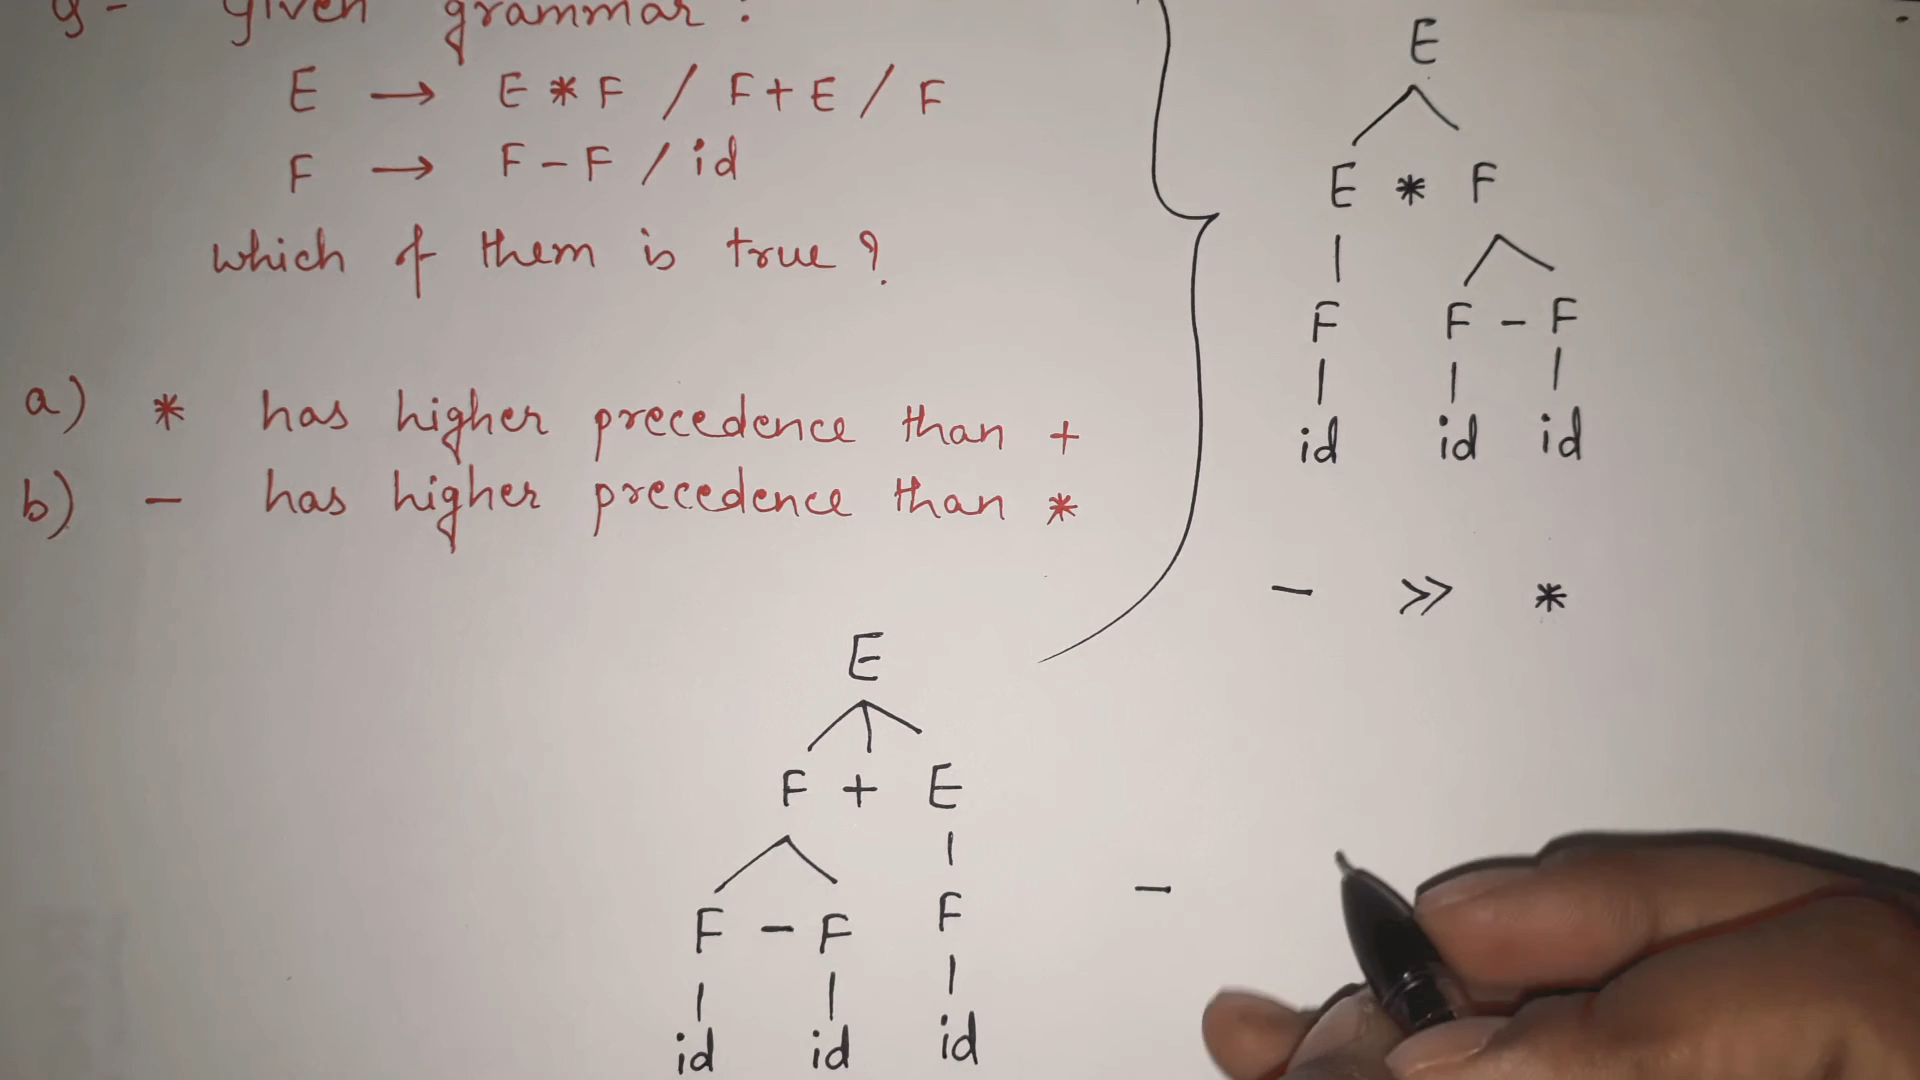 g- Given grammar :
E → E * F / F + E / F
F → F - F / id
which of them is true ?
a) * has higher precedence than +
b) - has higher precedence than *
E
E * F
F F - F
id id id
- >> *
E
F + E
F - F F
id id id
-